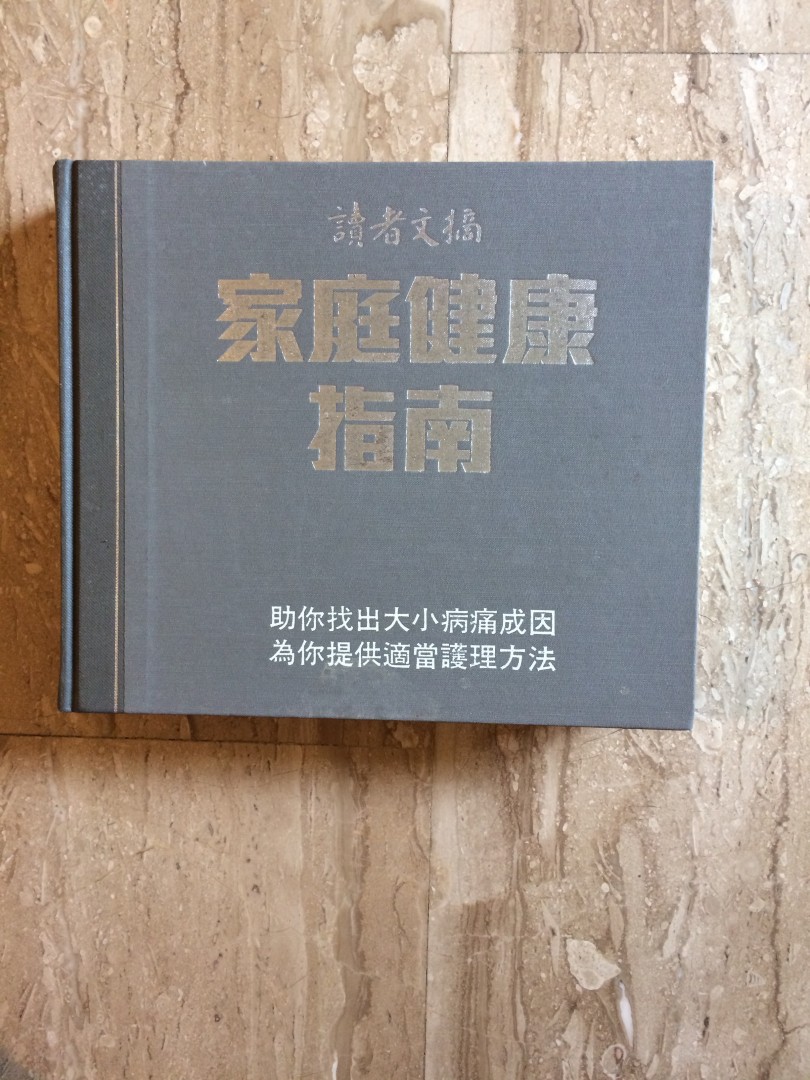 讀者文摘
家庭健康
指南
助你找出大小病痛成因
為你提供適當護理方法